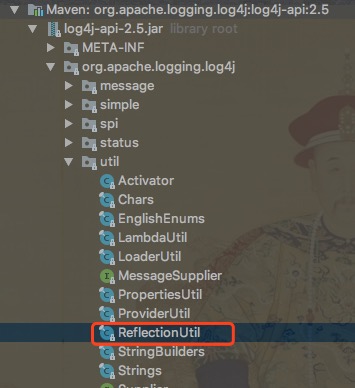 Maven: org.apache.logging.log4j:log4j-api:2.5
log4j-api-2.5.jar library root
META-INF
org.apache.logging.log4j
message
simple
spi
status
util
Activator
Chars
EnglishEnums
LambdaUtil
LoaderUtil
MessageSupplier
PropertiesUtil
ProviderUtil
ReflectionUtil
StringBuilders
Strings
Supplier